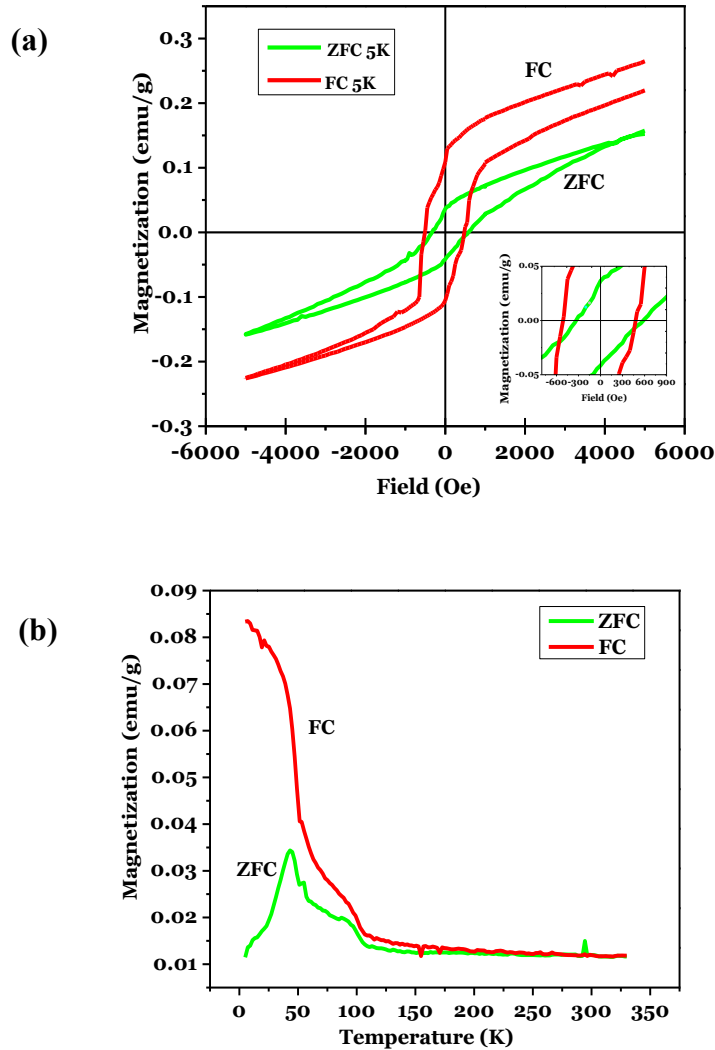 (a)
0.3
0.2
0.1
0.0
-0.1
-0.2
-0.3
Magnetization (emu/g)
ZFC 5K
FC 5K
FC
ZFC
0.05
0.00
-0.05
Magnetization (emu/g)
-600 -300 0 300 600 900
Field (Oe)
-6000 -4000 -2000 0 2000 4000 6000
Field (Oe)
(b)
0.09
0.08
0.07
0.06
0.05
0.04
0.03
0.02
0.01
Magnetization (emu/g)
ZFC
FC
FC
ZFC
0 50 100 150 200 250 300 350
Temperature (K)